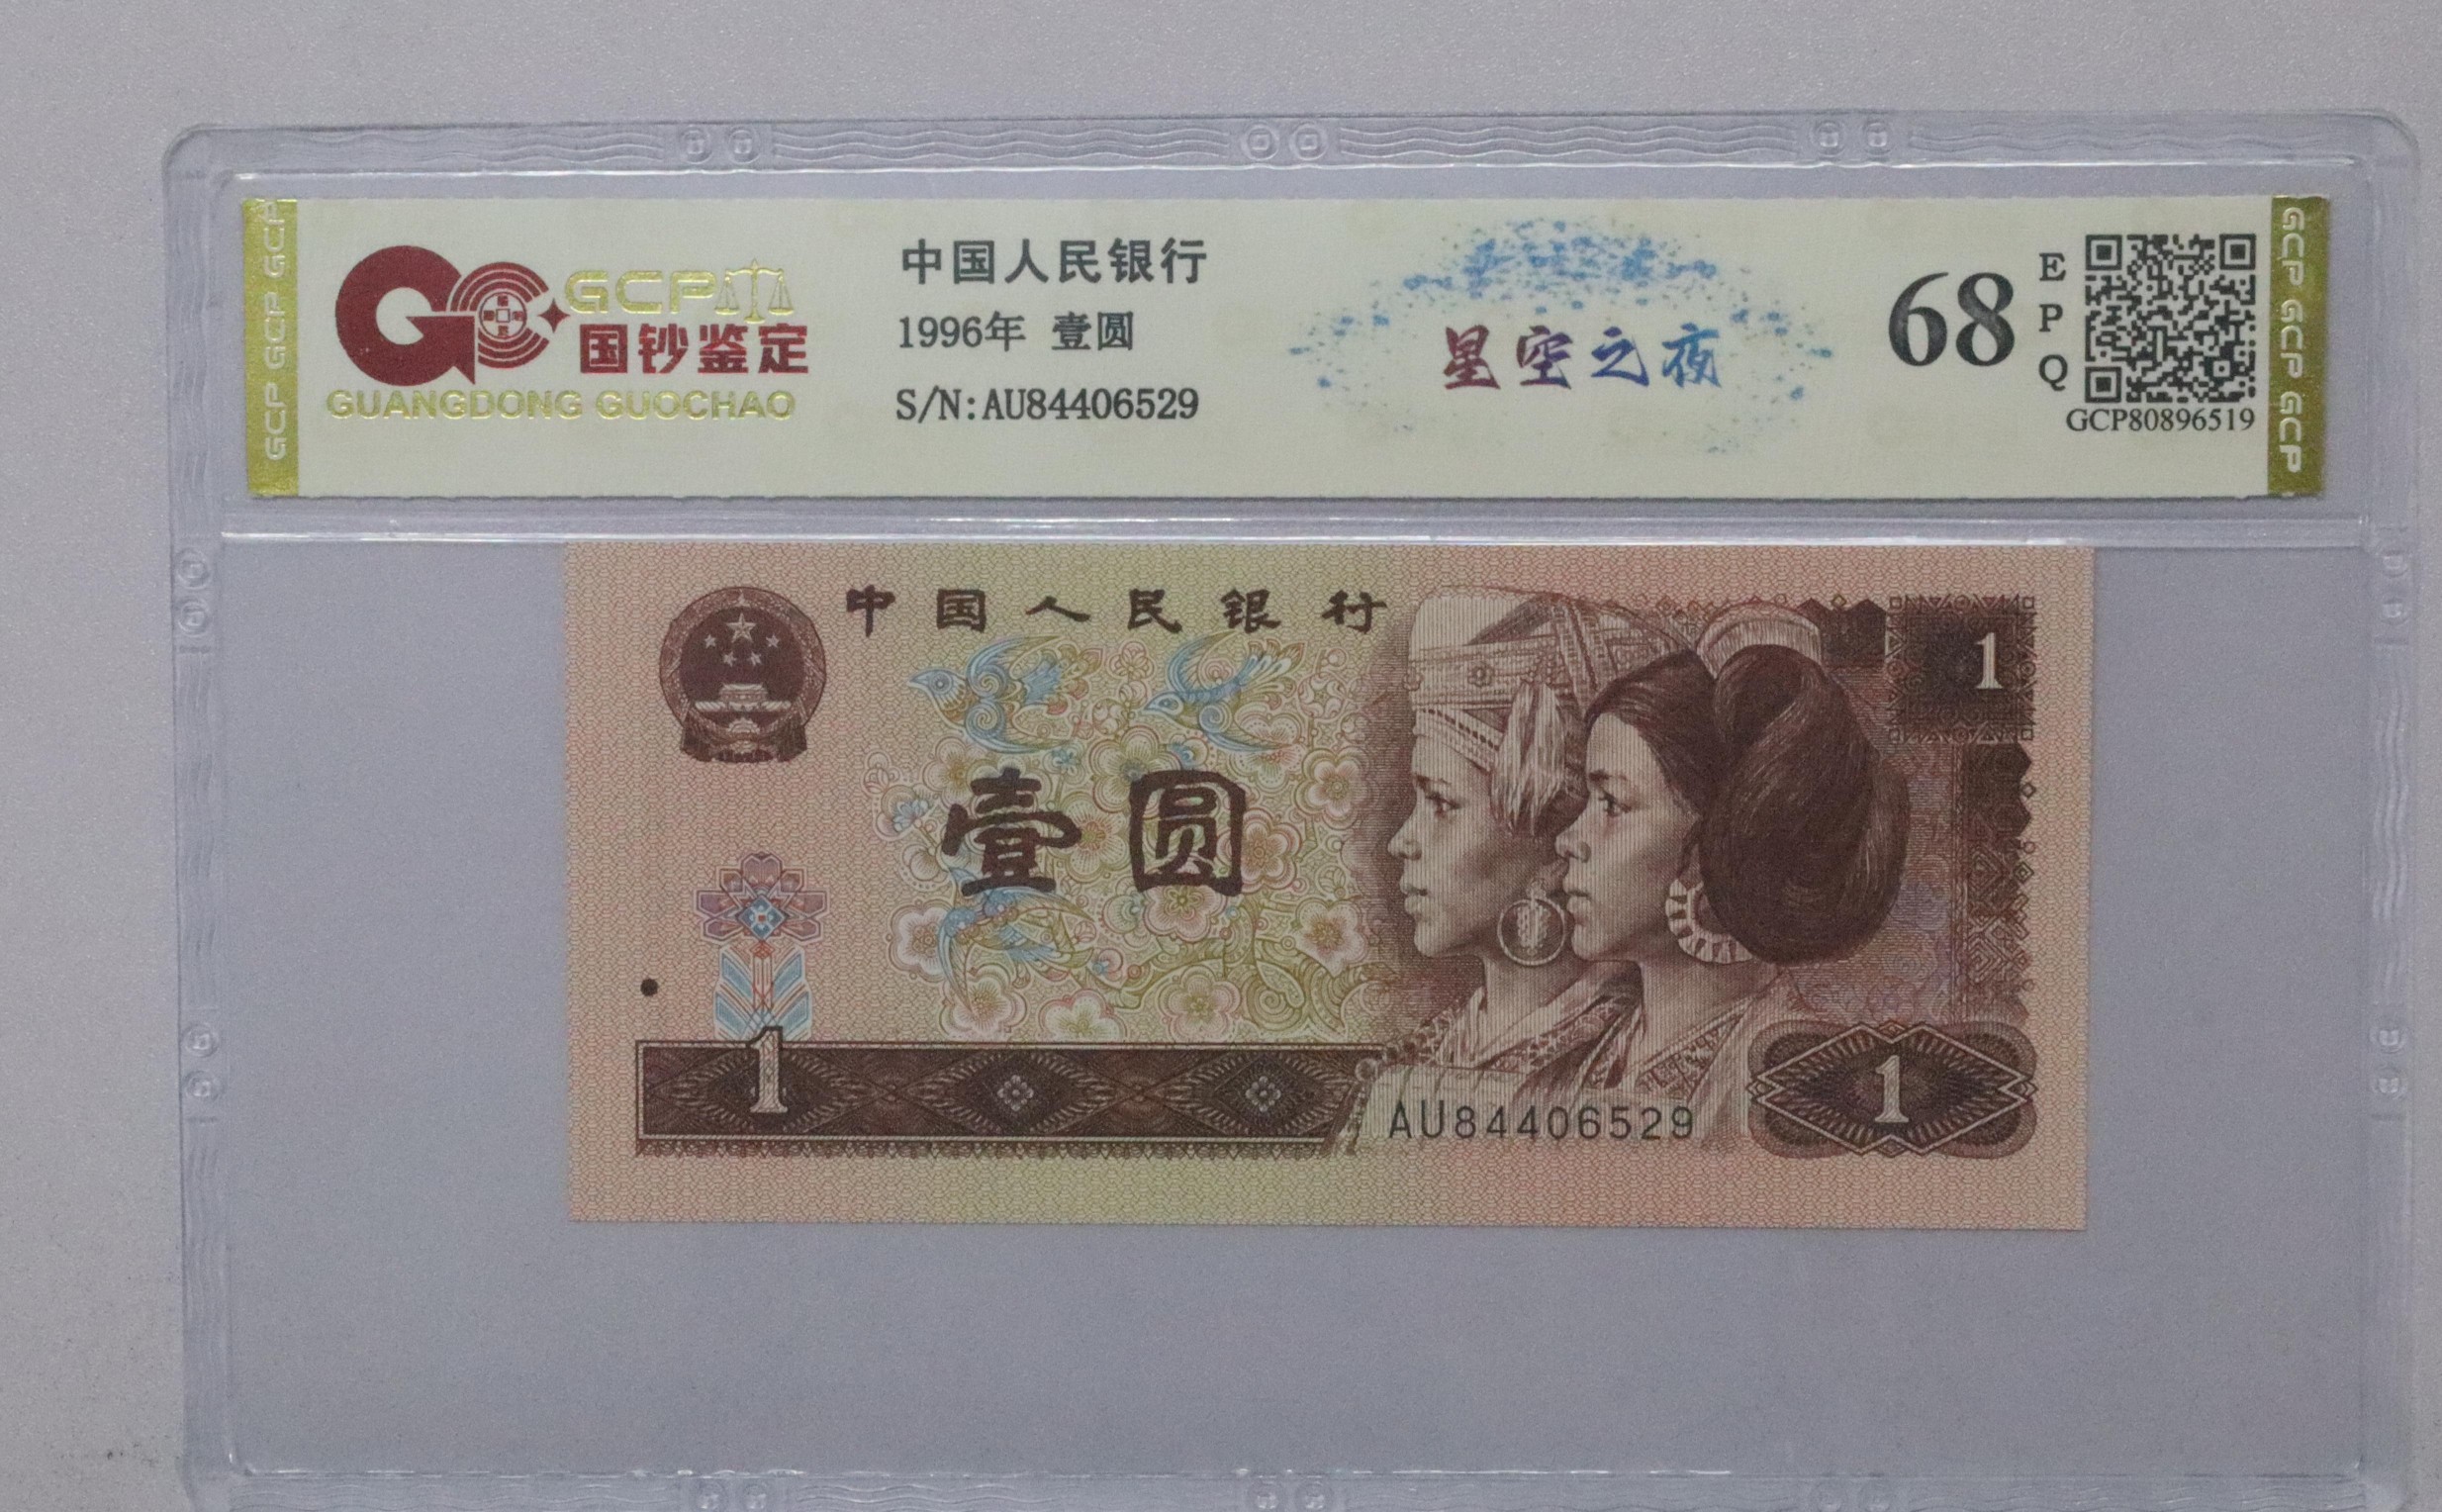 GCP
国钞鉴定
GUANGDONG GUOCHAO
中国人民银行
1996年 壹圆
S/N:AU84406529
星空之夜
68
E
P
Q
GCP80896519
GCP GCP GCP
GCP GCP GCP GCP
中国人民银行
1
壹圆
1
AU84406529
1